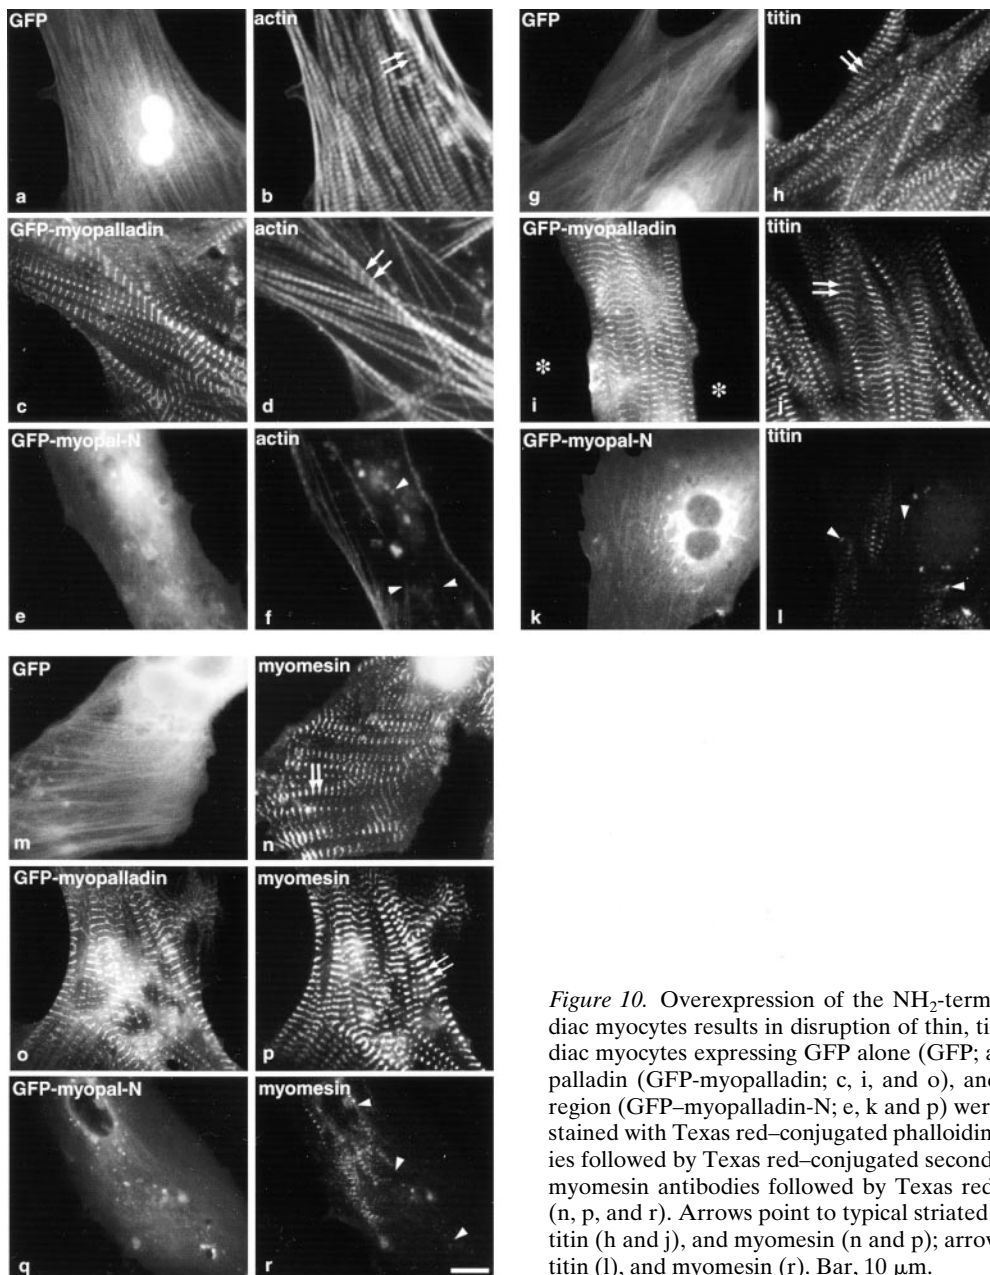 GFP
actin
a
b
GFP-myopalladin
actin
c
d
GFP-myopal-N
actin
e
f
GFP
titin
g
h
GFP-myopalladin
titin
*
*
i
j
GFP-myopal-N
titin
k
l
GFP
myomesin
m
n
GFP-myopalladin
myomesin
o
p
GFP-myopal-N
myomesin
q
r
Figure 10. Overexpression of the NH2-term
diac myocytes results in disruption of thin, ti
diac myocytes expressing GFP alone (GFP; a
palladin (GFP-myopalladin; c, i, and o), and
region (GFP–myopalladin-N; e, k and p) wer
stained with Texas red–conjugated phalloidin
ies followed by Texas red–conjugated second
myomesin antibodies followed by Texas red
(n, p, and r). Arrows point to typical striated
titin (h and j), and myomesin (n and p); arrow
titin (l), and myomesin (r). Bar, 10 μm.